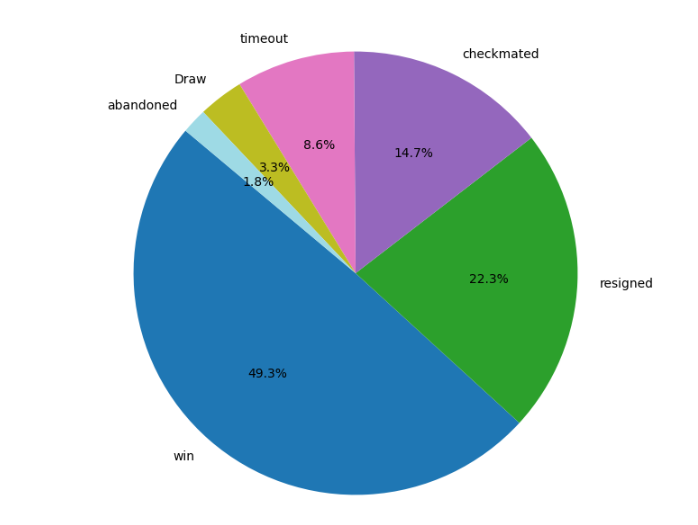 timeout
checkmated
Draw
abandoned
8.6%
14.7%
3.3%
1.8%
22.3%
resigned
49.3%
win